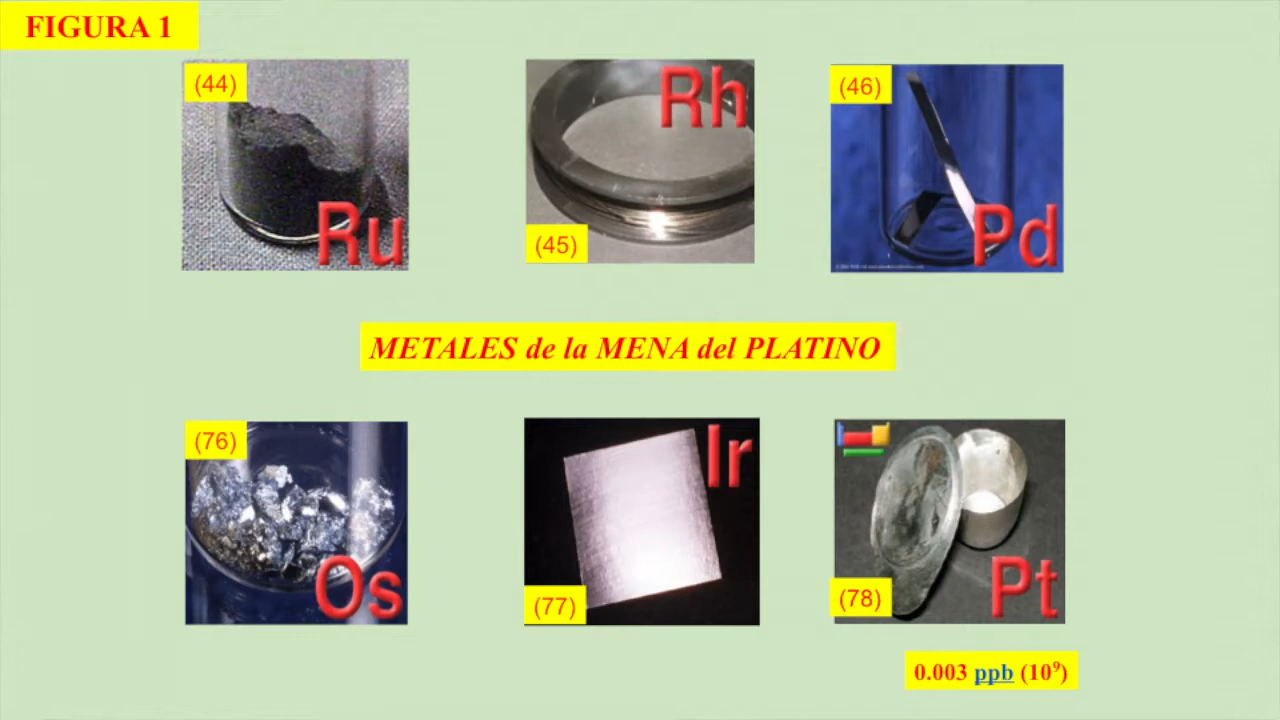 FIGURA 1
(44)
Ru
Rh
(45)
(46)
Pd
METALES de la MENA del PLATINO
(76)
Os
Ir
(77)
(78)
Pt
0.003 ppb (10⁹)